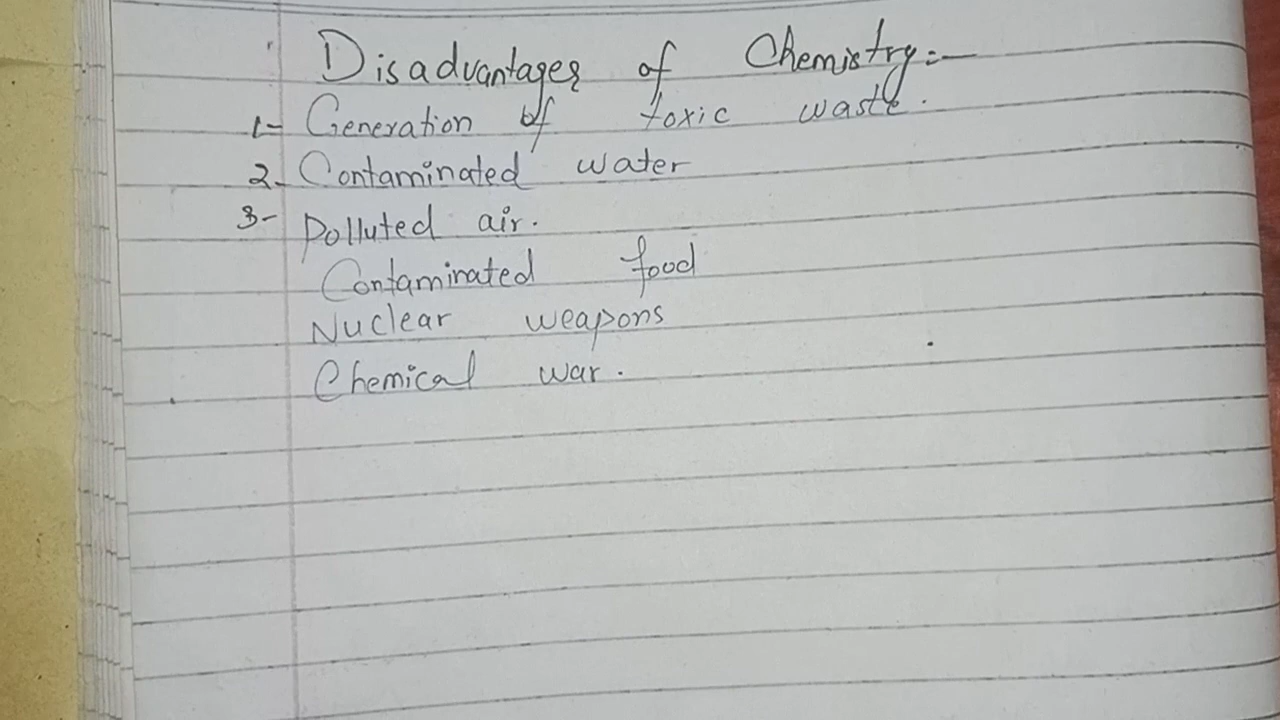 Disadvantages of Chemistry:-
1- Generation of toxic waste.
2- Contaminated water
3- Polluted air.
Contaminated food
Nuclear weapons
Chemical war.